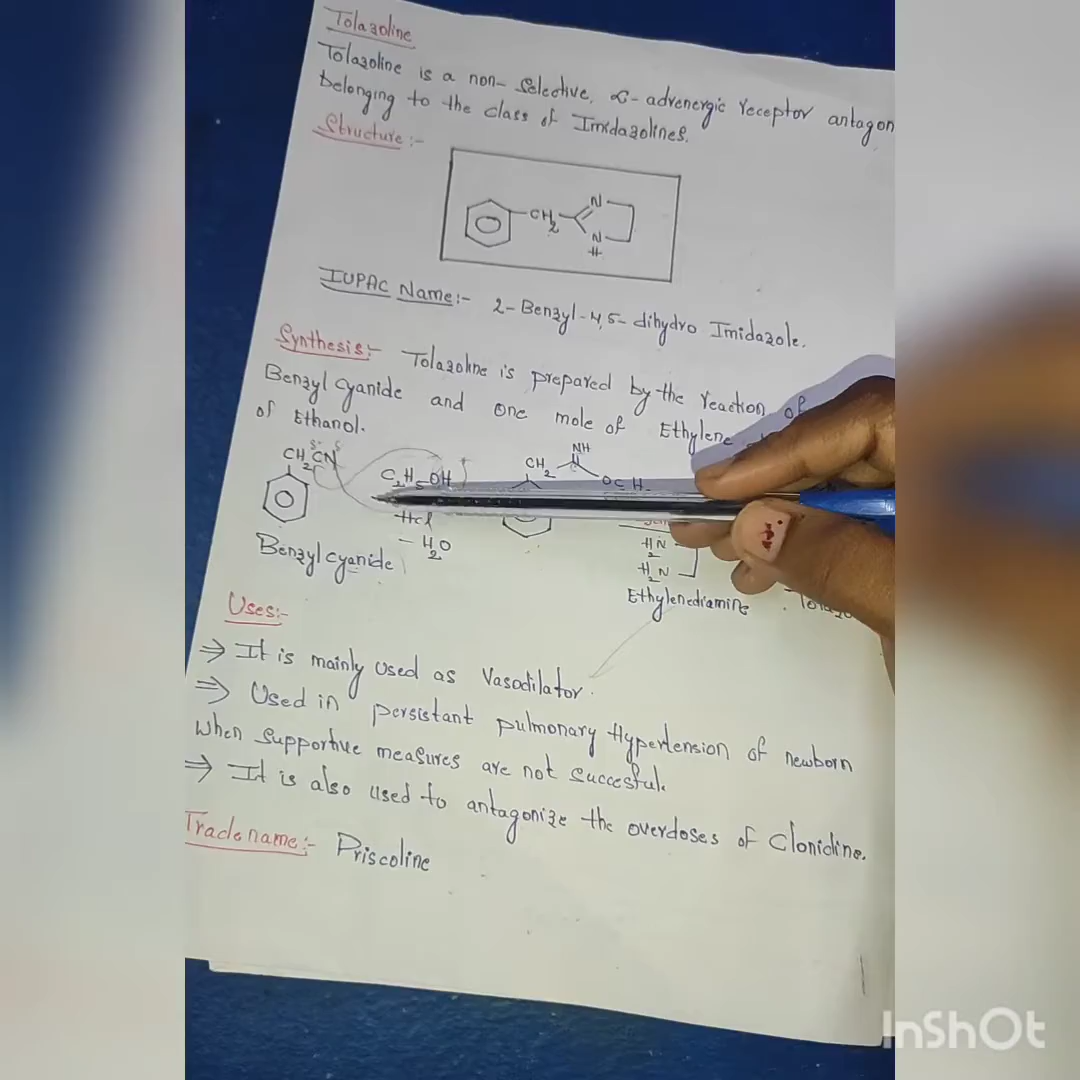 Tolazoline
Tolazoline is a non- Selective, α- adrenergic receptor antagon
belonging to the class of Imidazolines.
Structure:-
CH2 N
N
H
IUPAC Name:- 2-Benzyl-4,5- dihydro Imidazole.
Synthesis:- Tolazoline is prepared by the reaction of
Benzyl cyanide and one mole of Ethylene
of Ethanol.
CH2CN
C2H5OH
HCl
- H2O
NH
CH2
OC H
H2N
H2N
Benzyl cyanide
Ethylenediamine
Uses:-
⇒ It is mainly used as Vasodilator.
⇒ Used in persistant pulmonary Hypertension of newborn
When supportive measures are not succesful.
⇒ It is also used to antagonize the overdoses of Clonidine.
Trade name:- Priscoline
InShOt